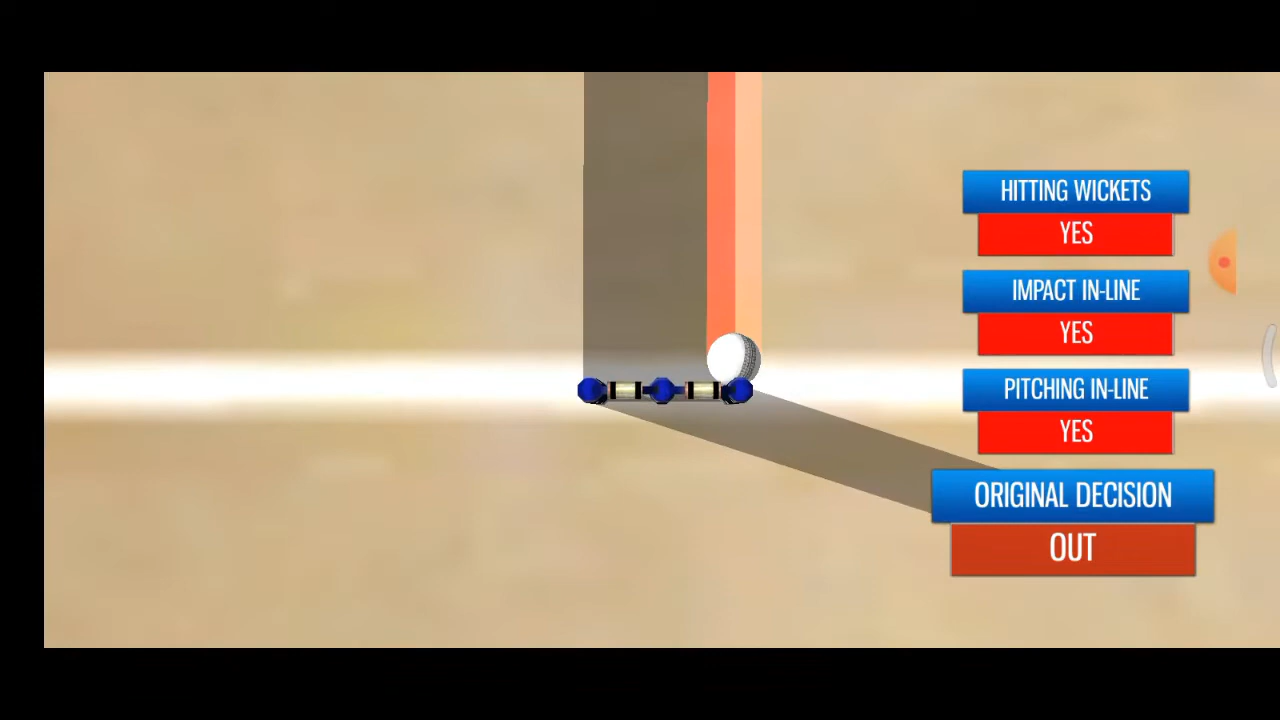 HITTING WICKETS
YES
IMPACT IN-LINE
YES
PITCHING IN-LINE
YES
ORIGINAL DECISION
OUT